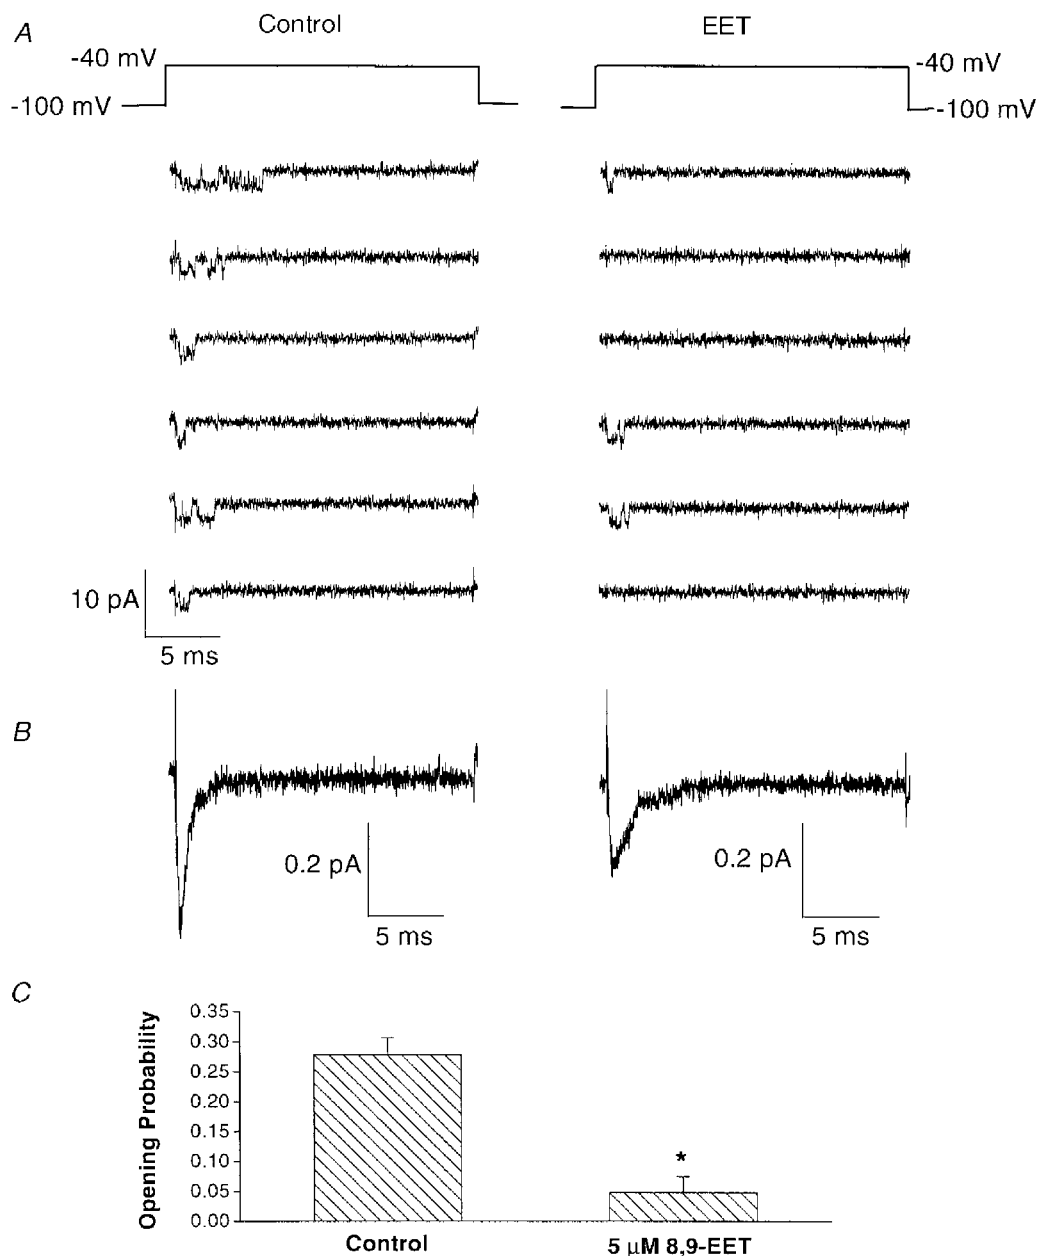 A
Control
EET
-40 mV
-40 mV
-100 mV
-100 mV
10 pA
5 ms
B
0.2 pA
5 ms
0.2 pA
5 ms
C
Opening Probability
0.35
0.30
0.25
0.20
0.15
0.10
0.05
0.00
*
Control
5 μM 8,9-EET